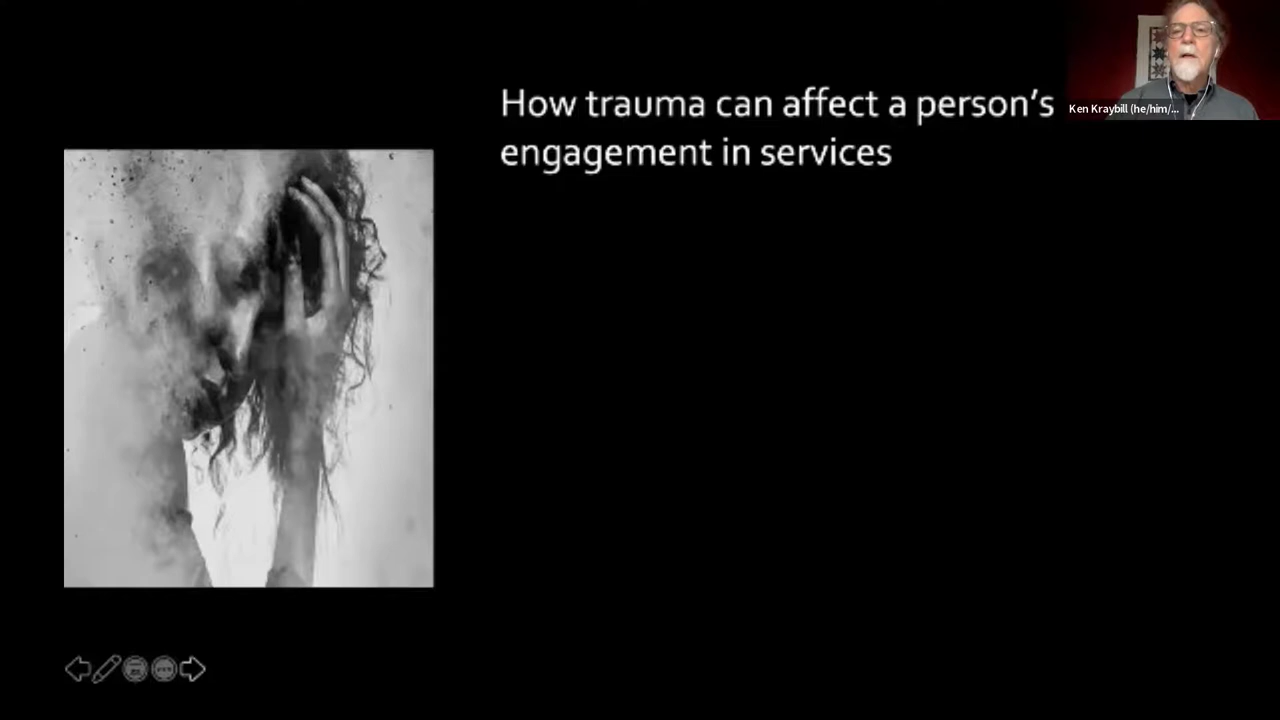 How trauma can affect a person's
engagement in services
Ken Kraybill (he/him/...